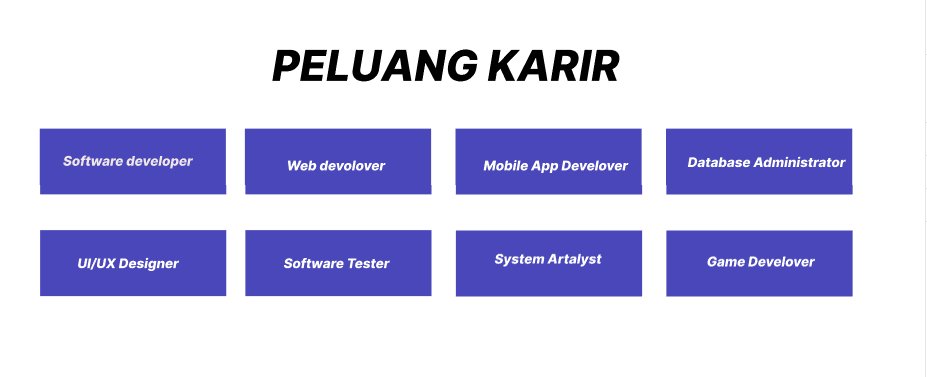 PELUANG KARIR
Software developer
Web devolover
Mobile App Develover
Database Administrator
UI/UX Designer
Software Tester
System Artalyst
Game Develover